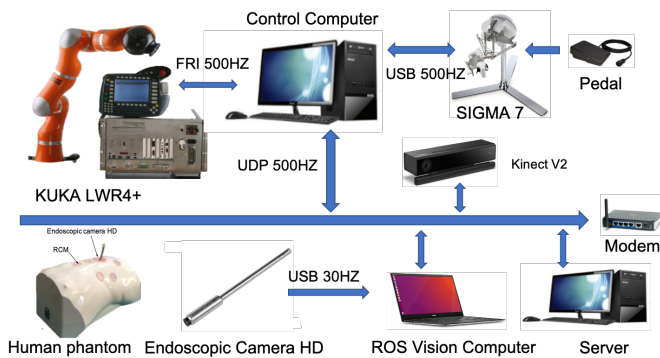 Control Computer
FRI 500HZ
USB 500HZ
SIGMA 7
Pedal
KUKA LWR4+
UDP 500HZ
Kinect V2
Modem
Endoscopic camera HD
RCM
USB 30HZ
Human phantom
Endoscopic Camera HD
ROS Vision Computer
Server